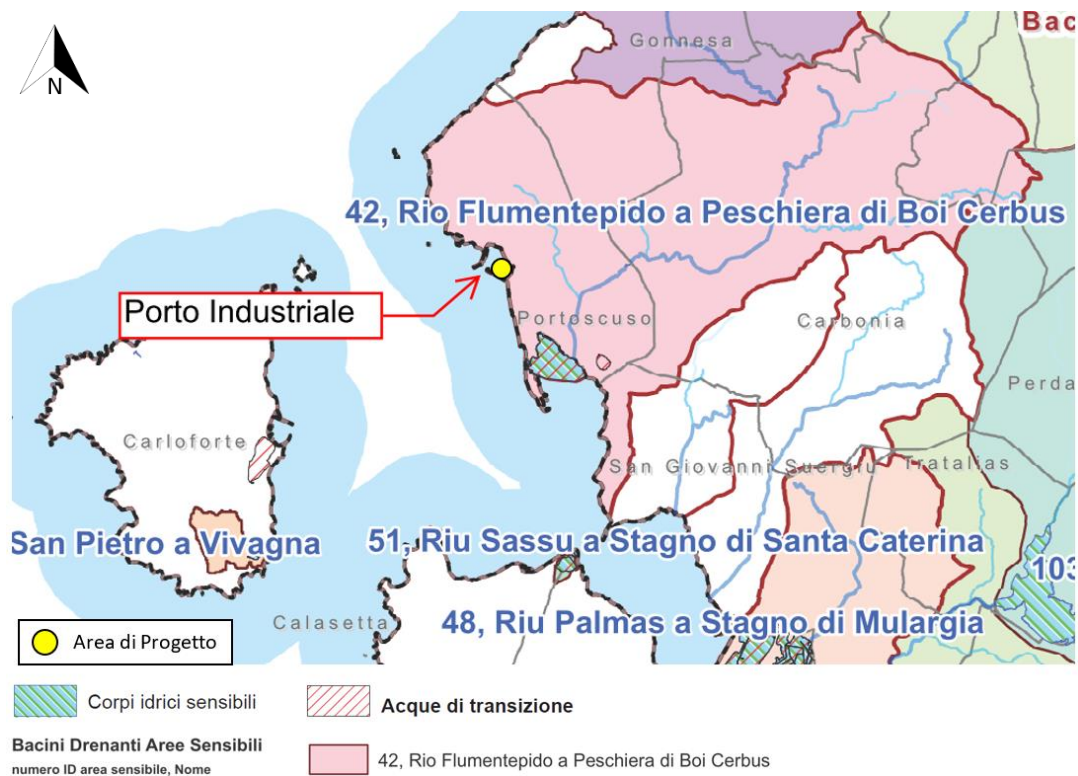 Bac
Gonnesa
N
42, Rio Flumentepido a Peschiera di Boi Cerbus
Porto Industriale
Portoscuso
Carbonia
Perda
Carloforte
San Giovanni Suergiu
Tratalias
San Pietro a Vivagna
51, Riu Sassu a Stagno di Santa Caterina
103
Calasetta
48, Riu Palmas a Stagno di Mulargia
Area di Progetto
Corpi idrici sensibili
Acque di transizione
Bacini Drenanti Aree Sensibili
numero ID area sensibile, Nome
42, Rio Flumentepido a Peschiera di Boi Cerbus